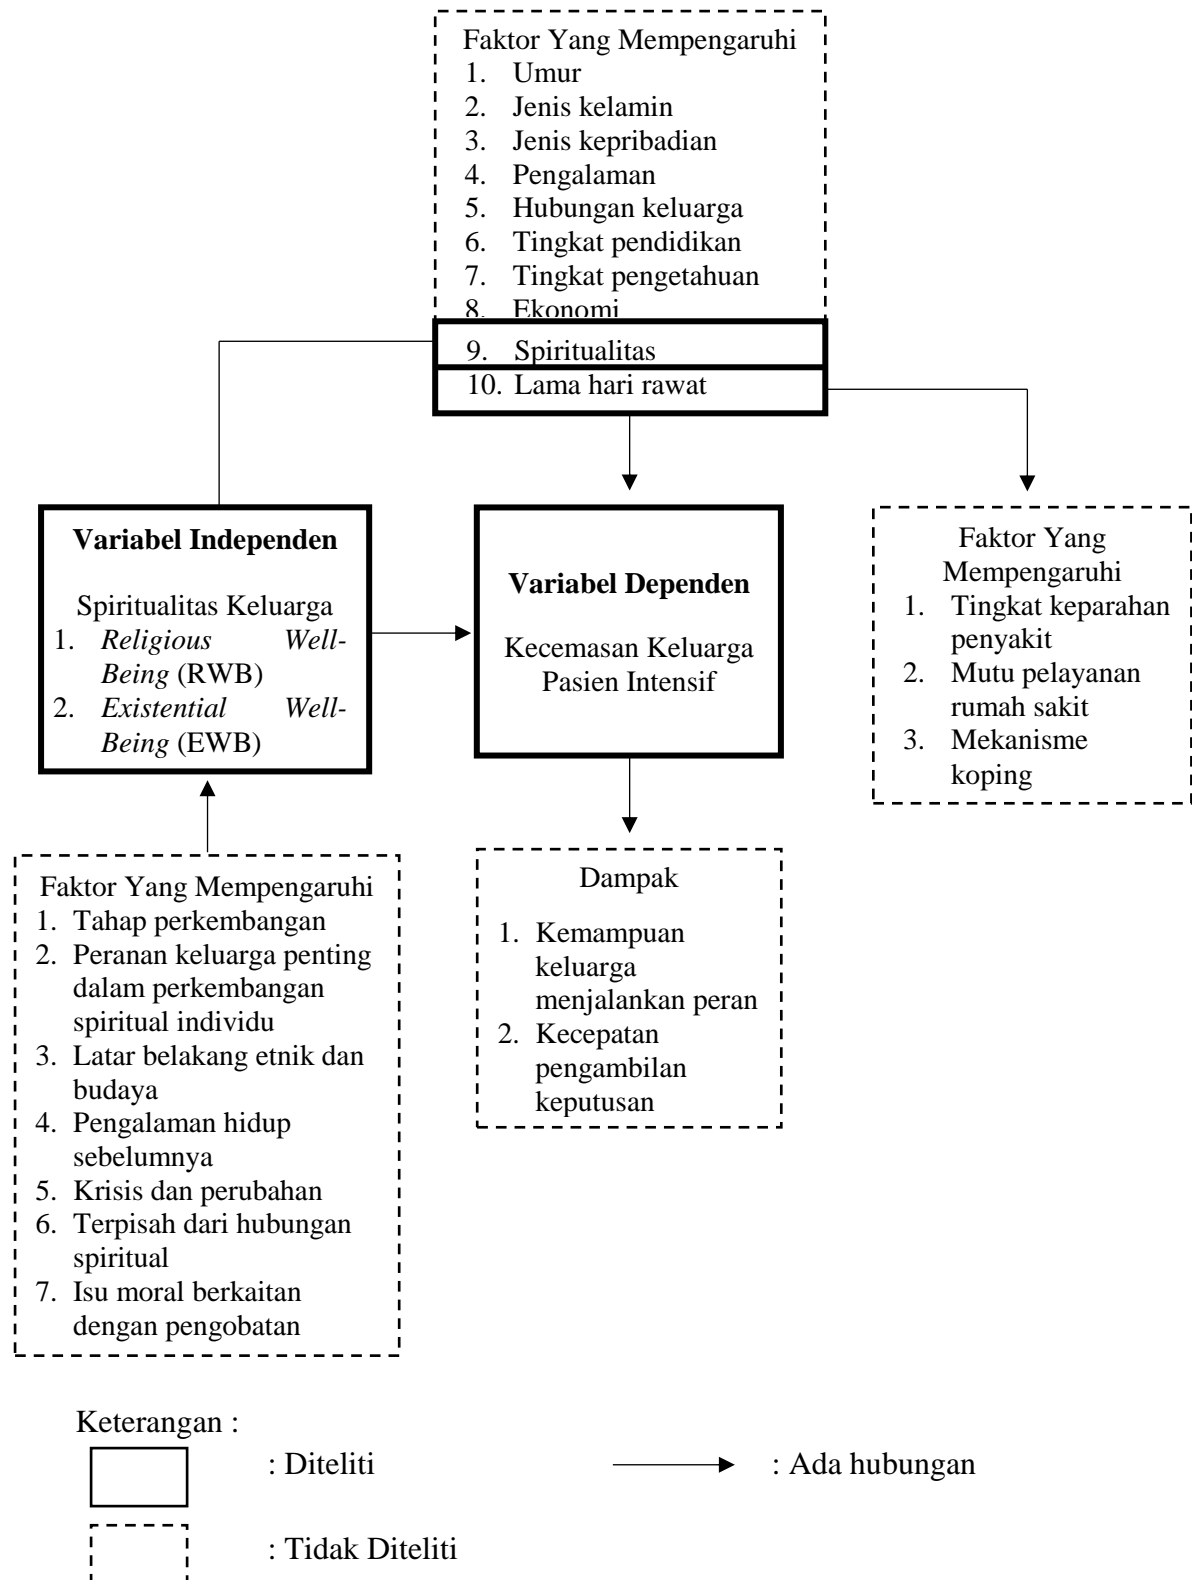 Faktor Yang Mempengaruhi
1. Umur
2. Jenis kelamin
3. Jenis kepribadian
4. Pengalaman
5. Hubungan keluarga
6. Tingkat pendidikan
7. Tingkat pengetahuan
8. Ekonomi
9. Spiritualitas
10. Lama hari rawat
Variabel Independen
Spiritualitas Keluarga
1. Religious Well-
Being (RWB)
2. Existential Well-
Being (EWB)
Variabel Dependen
Kecemasan Keluarga
Pasien Intensif
Faktor Yang
Mempengaruhi
1. Tingkat keparahan
penyakit
2. Mutu pelayanan
rumah sakit
3. Mekanisme
koping
Faktor Yang Mempengaruhi
1. Tahap perkembangan
2. Peranan keluarga penting
dalam perkembangan
spiritual individu
3. Latar belakang etnik dan
budaya
4. Pengalaman hidup
sebelumnya
5. Krisis dan perubahan
6. Terpisah dari hubungan
spiritual
7. Isu moral berkaitan
dengan pengobatan
Dampak
1. Kemampuan
keluarga
menjalankan peran
2. Kecepatan
pengambilan
keputusan
Keterangan :
: Diteliti
: Ada hubungan
: Tidak Diteliti